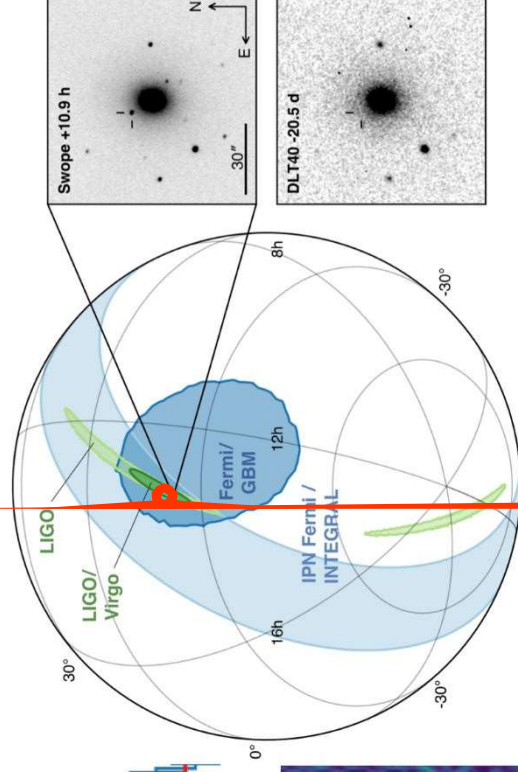 Swope +10.9 h
N
E
30"
DLT40 -20.5 d
LIGO
LIGO/
Virgo
Fermi/
GBM
IPN Fermi /
INTEGRAL
8h
12h
16h
30°
0°
-30°
-30°